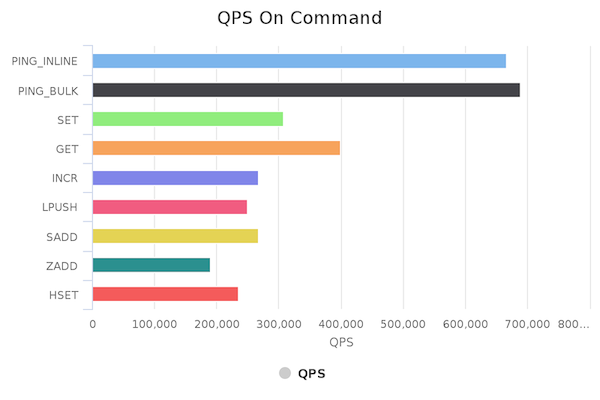 QPS On Command
PING_INLINE
PING_BULK
SET
GET
INCR
LPUSH
SADD
ZADD
HSET
0 100,000 200,000 300,000 400,000 500,000 600,000 700,000 800...
QPS
QPS